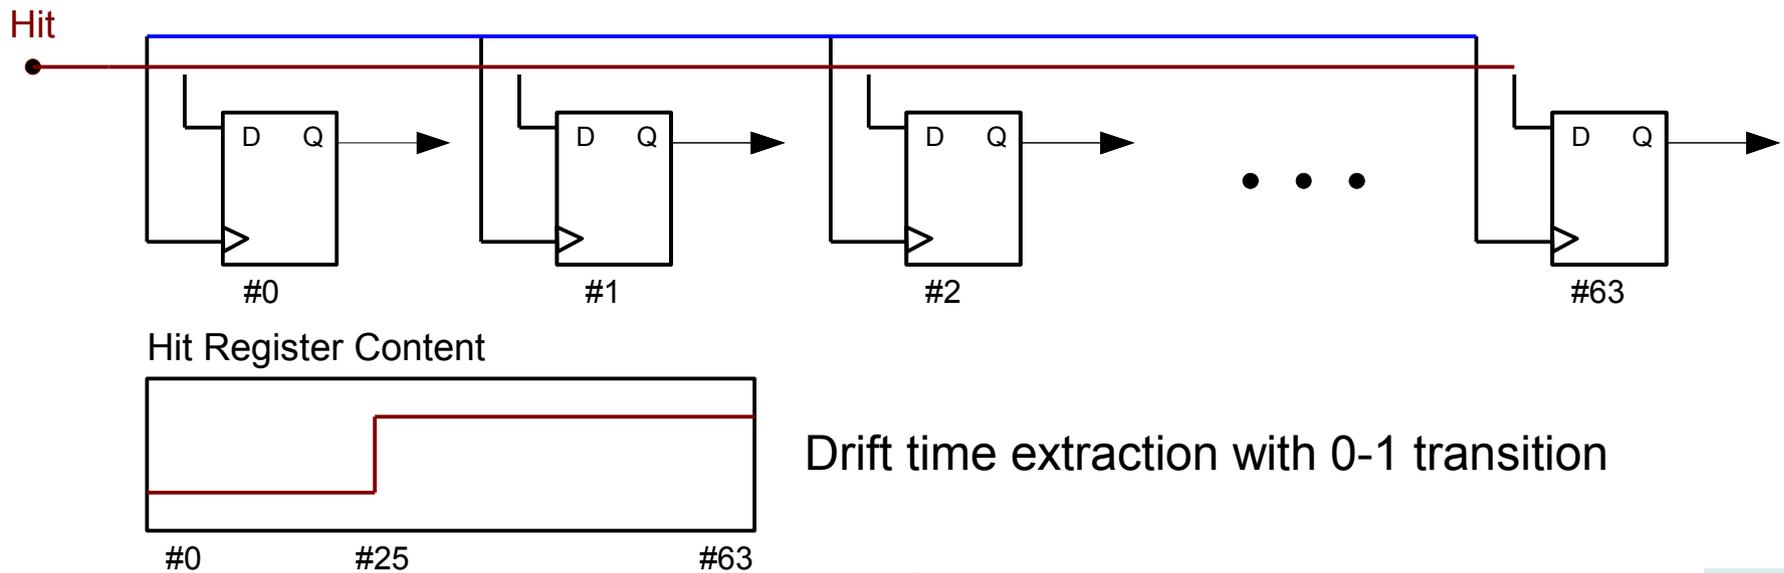 Hit
D Q D Q D Q D Q
#0 #1 #2 #63
Hit Register Content
Drift time extraction with 0-1 transition
#0 #25 #63